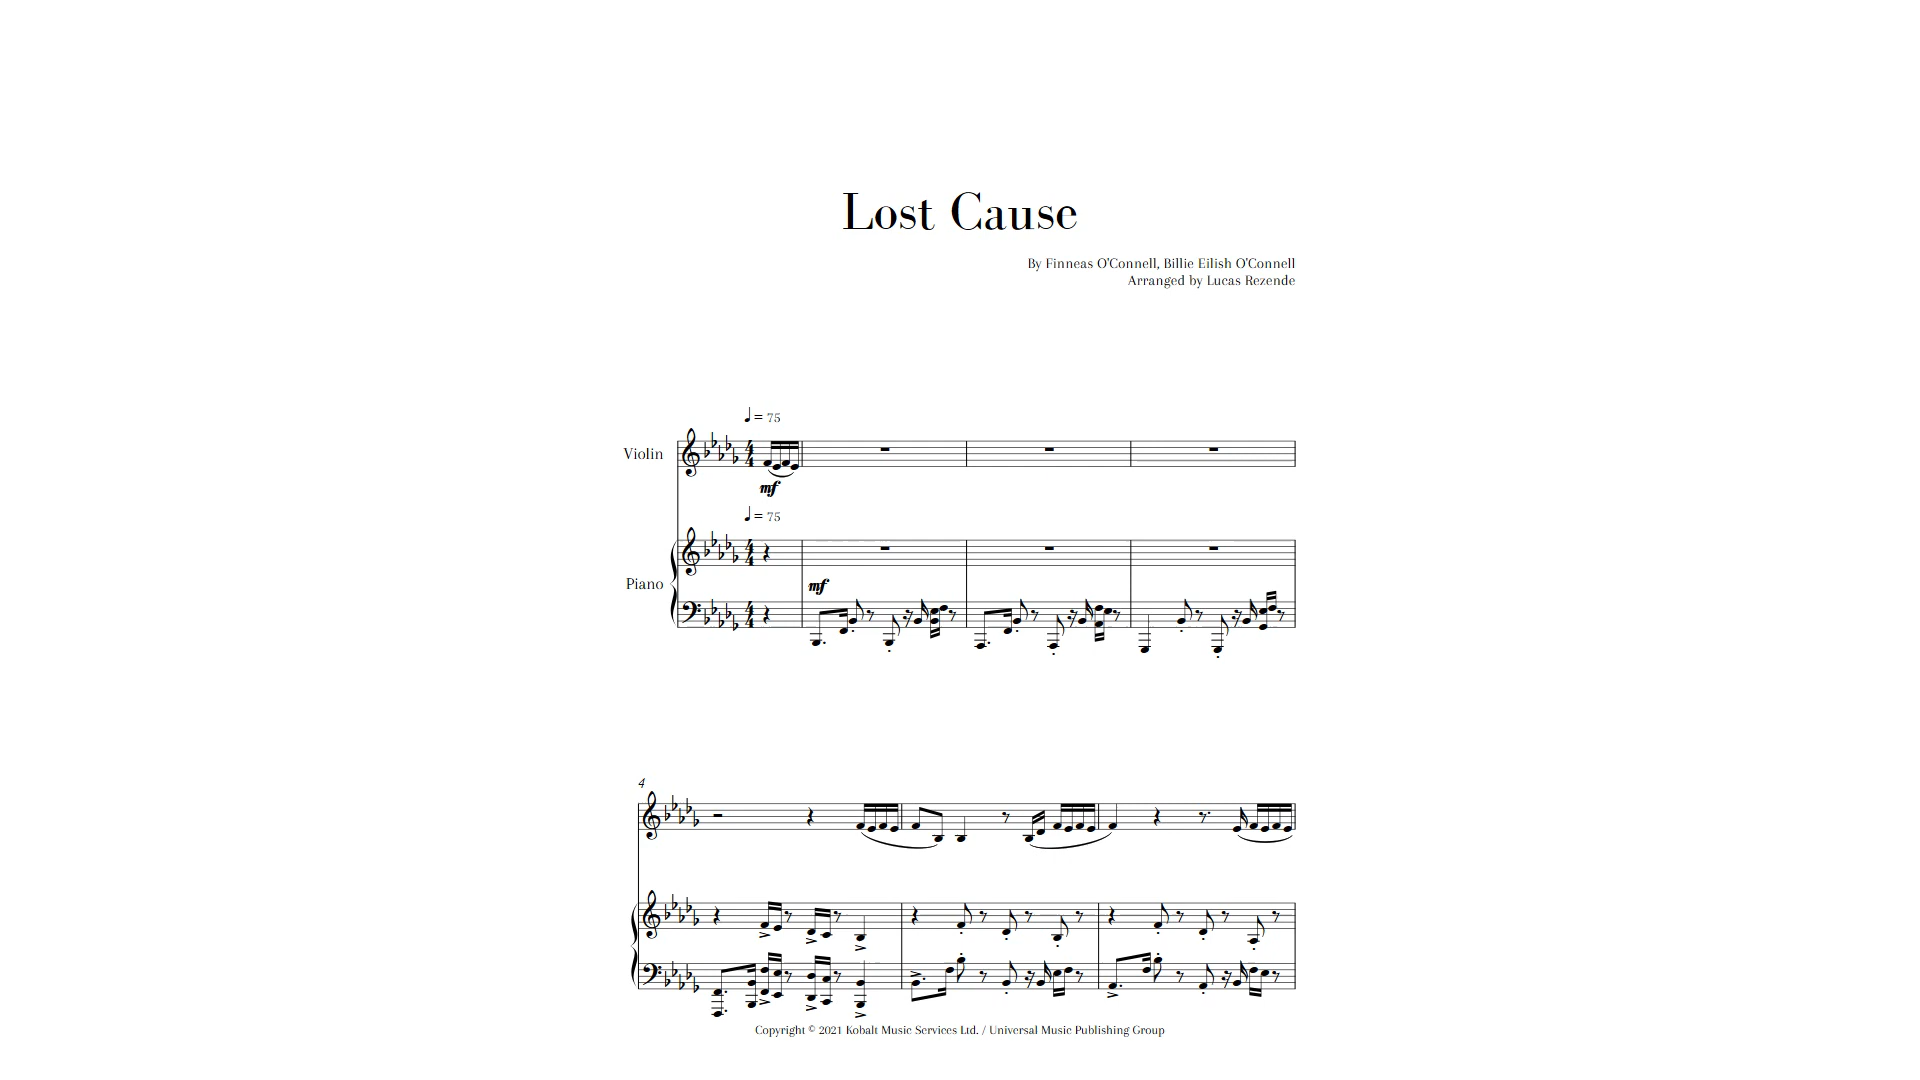 Lost Cause
By Finneas O'Connell, Billie Eilish O'Connell
Arranged by Lucas Rezende
♩= 75
Violin
mf
♩= 75
Piano
mf
4
Copyright © 2021 Kobalt Music Services Ltd. / Universal Music Publishing Group